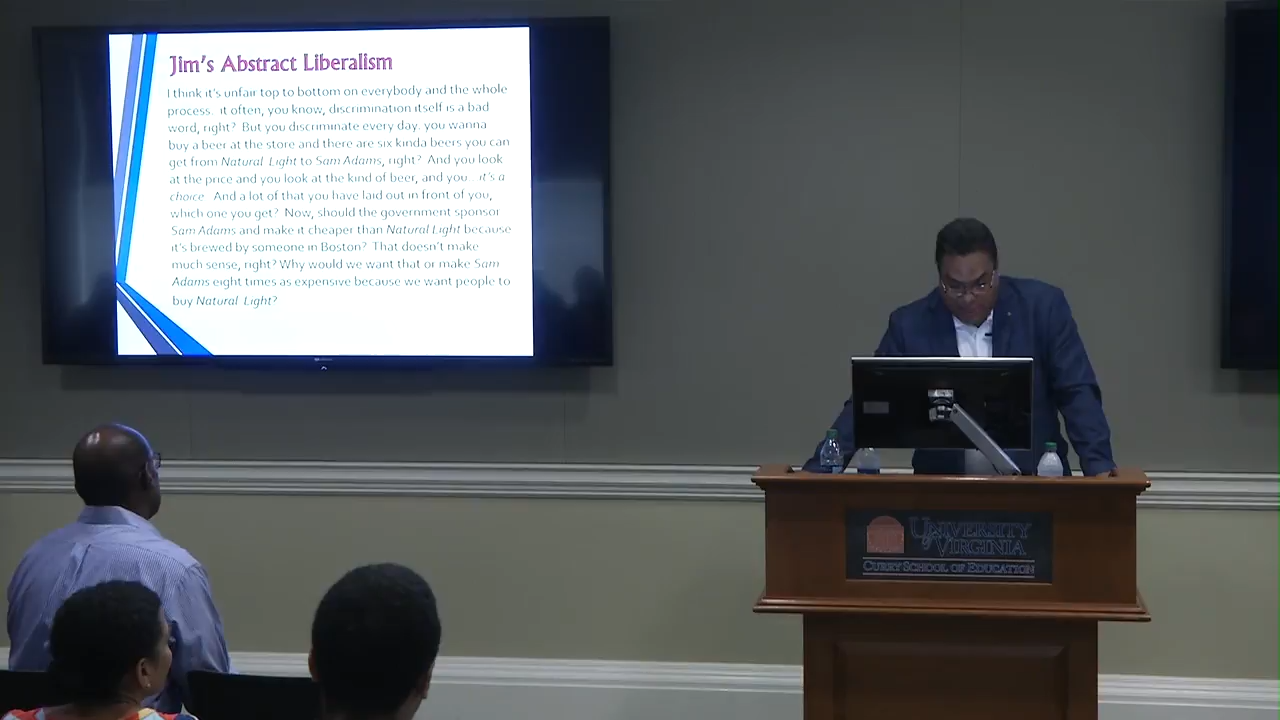 Jim's Abstract Liberalism
I think it's unfair top to bottom on everybody and the whole
process. it often, you know, discrimination itself is a bad
word, right? But you discriminate every day. you wanna
buy a beer at the store and there are six kinda beers you can
get from Natural Light to Sam Adams, right? And you look
at the price and you look at the kind of beer, and you... it's a
choice. And a lot of that you have laid out in front of you,
which one you get? Now, should the government sponsor
Sam Adams and make it cheaper than Natural Light because
it's brewed by someone in Boston? That doesn't make
much sense, right? Why would we want that or make Sam
Adams eight times as expensive because we want people to
buy Natural Light?
UNIVERSITY
of VIRGINIA
CURRY SCHOOL OF EDUCATION